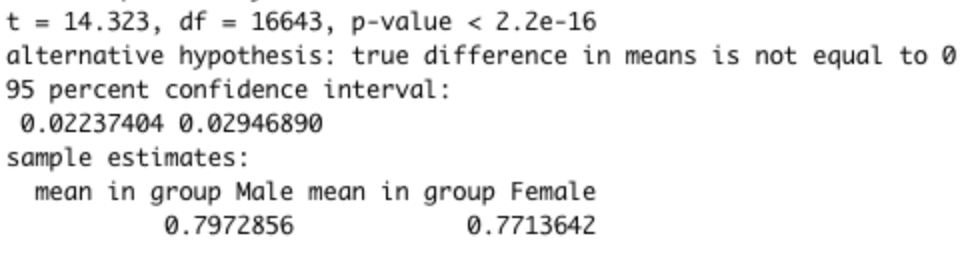 t = 14.323, df = 16643, p-value < 2.2e-16
alternative hypothesis: true difference in means is not equal to 0
95 percent confidence interval:
 0.02237404 0.02946890
sample estimates:
  mean in group Male mean in group Female
           0.7972856            0.7713642